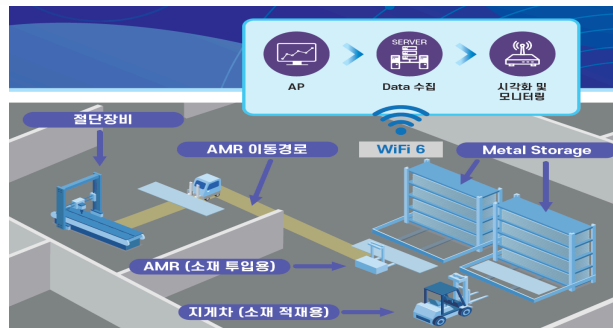 SERVER
AP
Data 수집
시각화 및
모니터링
절단장비
AMR 이동경로
WiFi 6
Metal Storage
AMR (소재 투입용)
지게차 (소재 적재용)